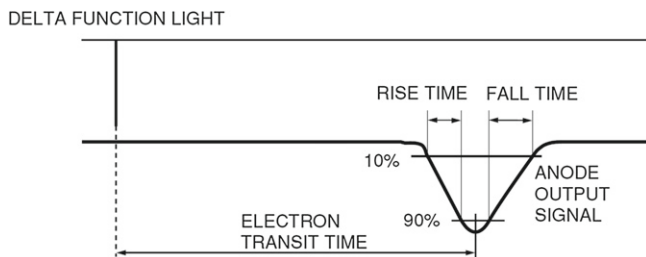 DELTA FUNCTION LIGHT
RISE TIME
FALL TIME
10%
ANODE
OUTPUT
SIGNAL
90%
ELECTRON
TRANSIT TIME